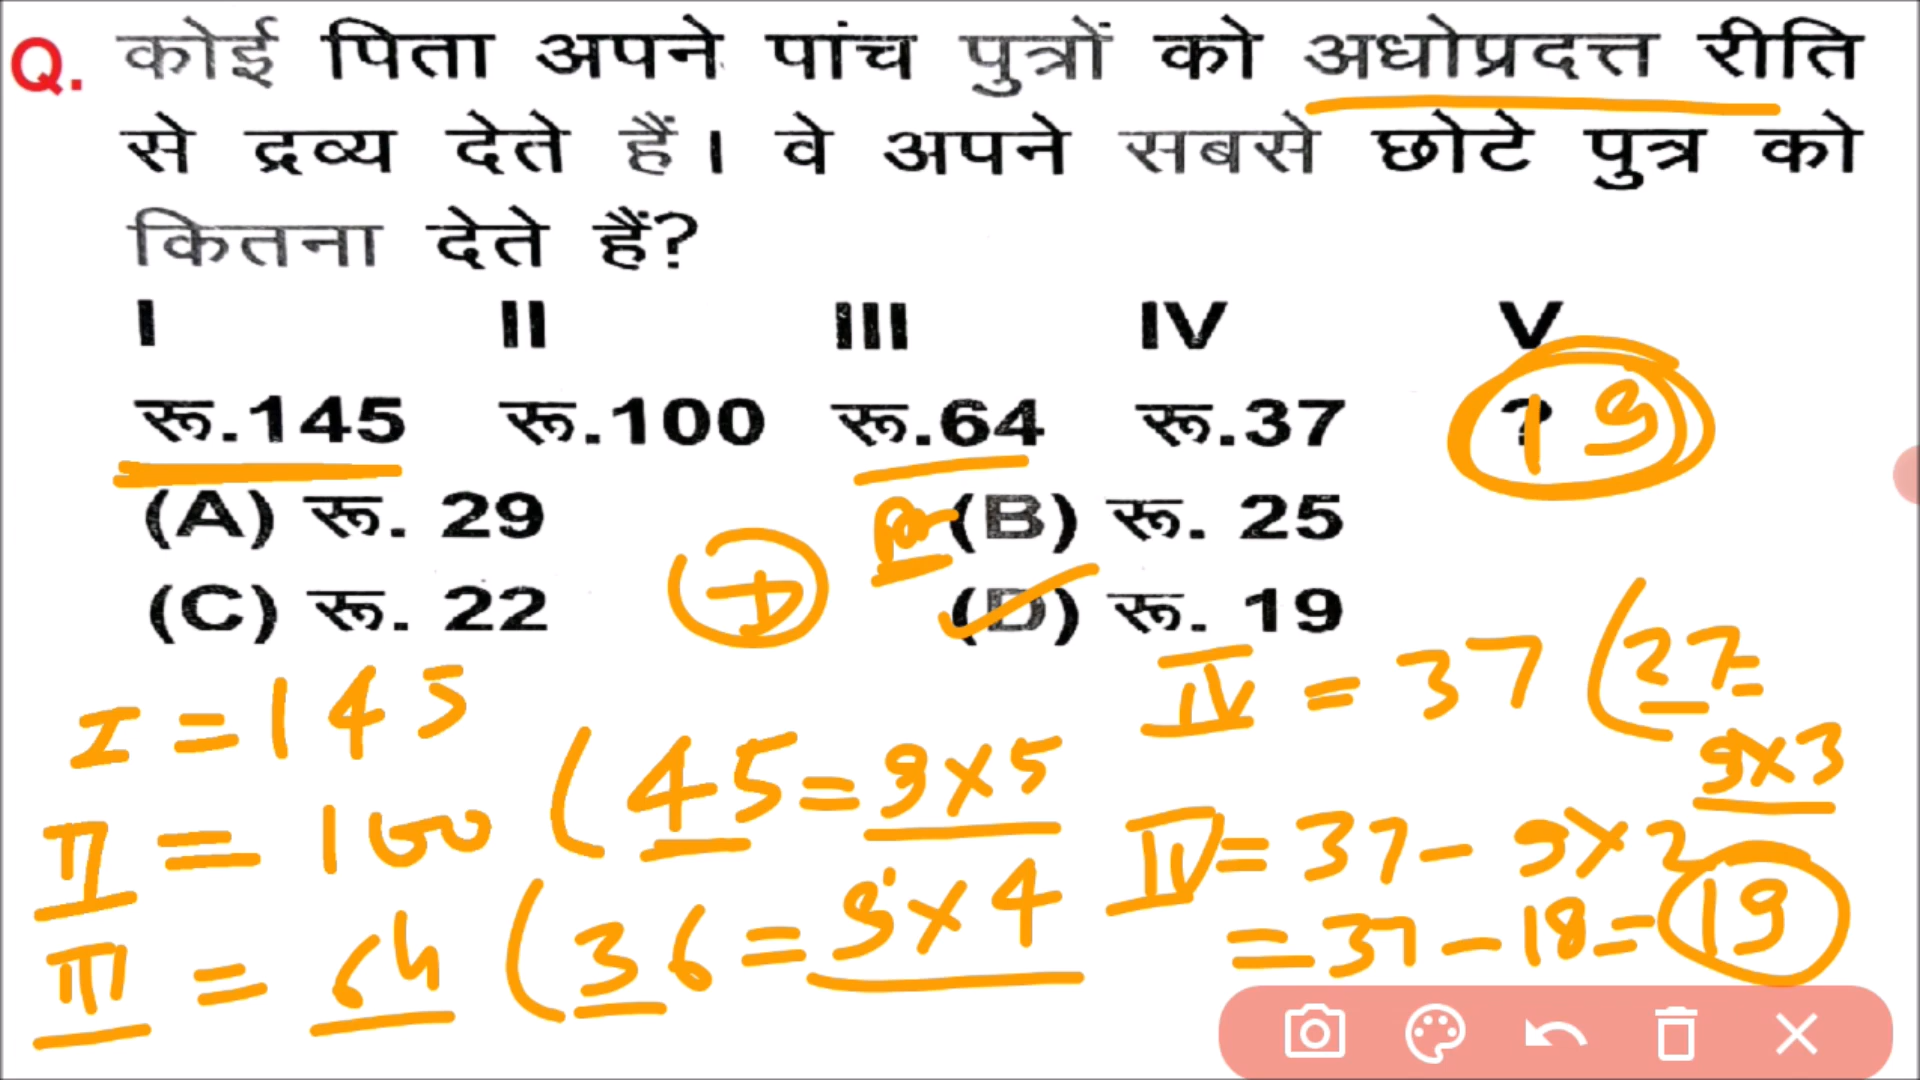 Q. कोई पिता अपने पांच पुत्रों को अधोप्रदत्त रीति
से द्रव्य देते हैं। वे अपने सबसे छोटे पुत्र को
कितना देते हैं?
I II III IV V
रू.145 रू.100 रू.64 रू.37 ? 19
(A) रू. 29 (B) रू. 25
(C) रू. 22 D (D) रू. 19
I = 145
II = 100 (45 = 9×5
III = 64 (36 = 9×4
IV = 37 (27=
9×3
IV = 37 - 9×2
= 37 - 18 = 19